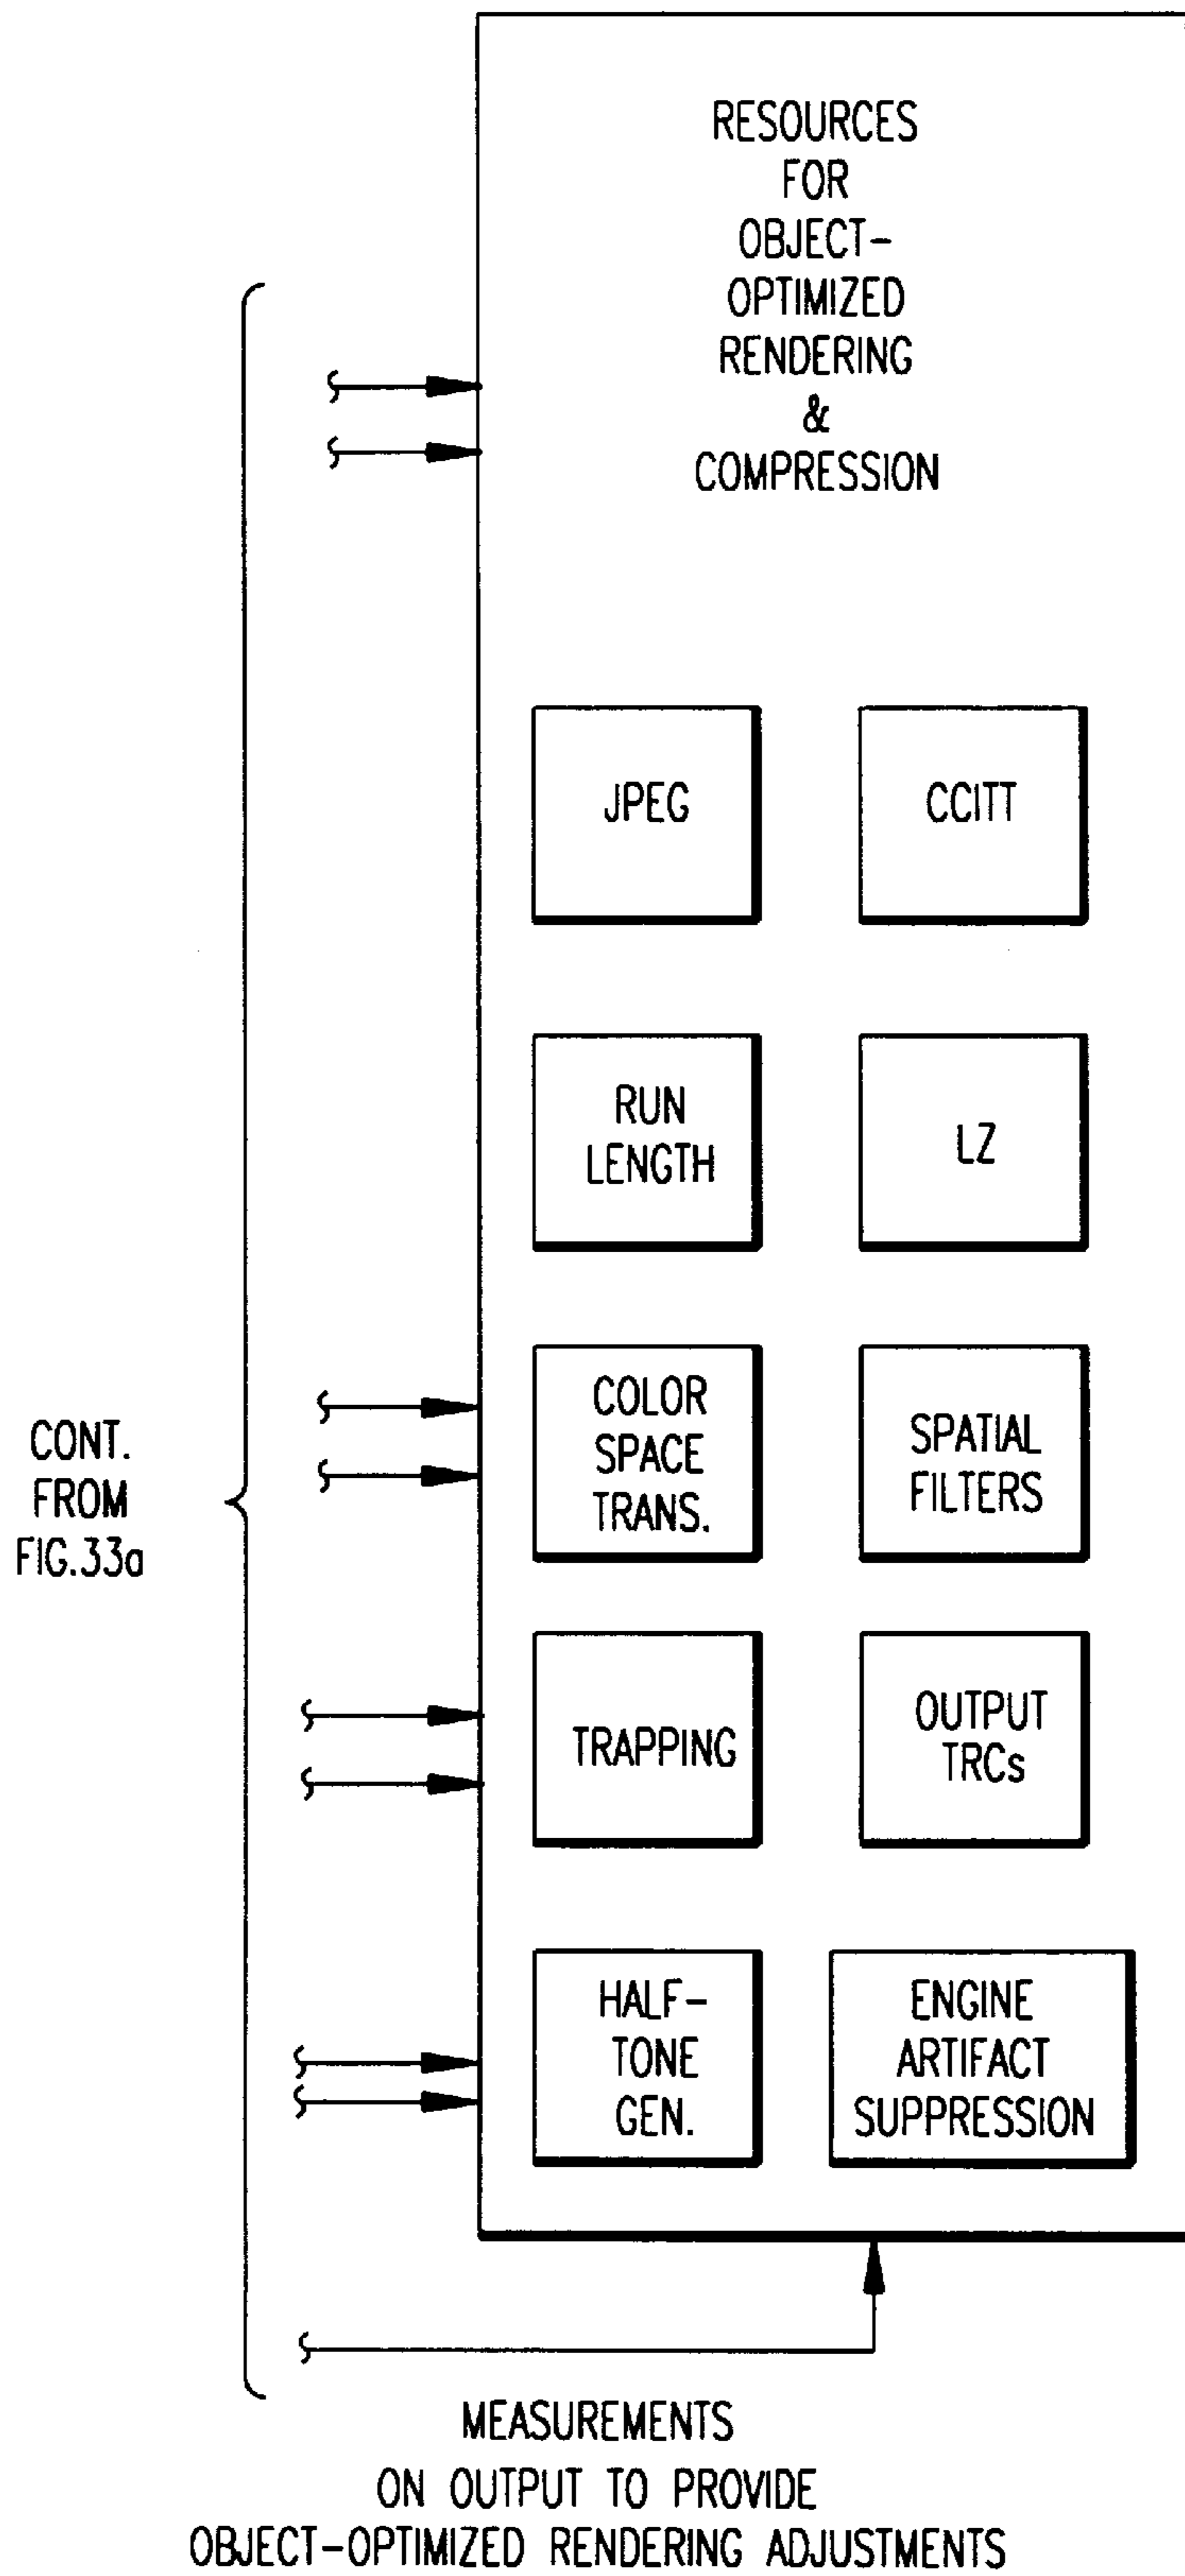 RESOURCES
FOR
OBJECT-
OPTIMIZED
RENDERING
&
COMPRESSION
JPEG
CCITT
RUN
LENGTH
LZ
COLOR
SPACE
TRANS.
SPATIAL
FILTERS
CONT.
FROM
FIG.33a
TRAPPING
OUTPUT
TRCs
HALF-
TONE
GEN.
ENGINE
ARTIFACT
SUPPRESSION
MEASUREMENTS
ON OUTPUT TO PROVIDE
OBJECT-OPTIMIZED RENDERING ADJUSTMENTS